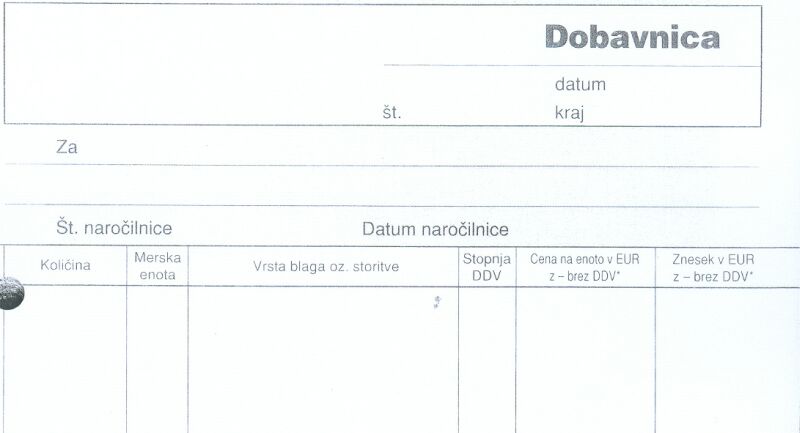 Dobavnica
datum
št. kraj
Za
Št. naročilnice Datum naročilnice
Količina Merska enota Vrsta blaga oz. storitve Stopnja DDV Cena na enoto v EUR z – brez DDV* Znesek v EUR z – brez DDV*